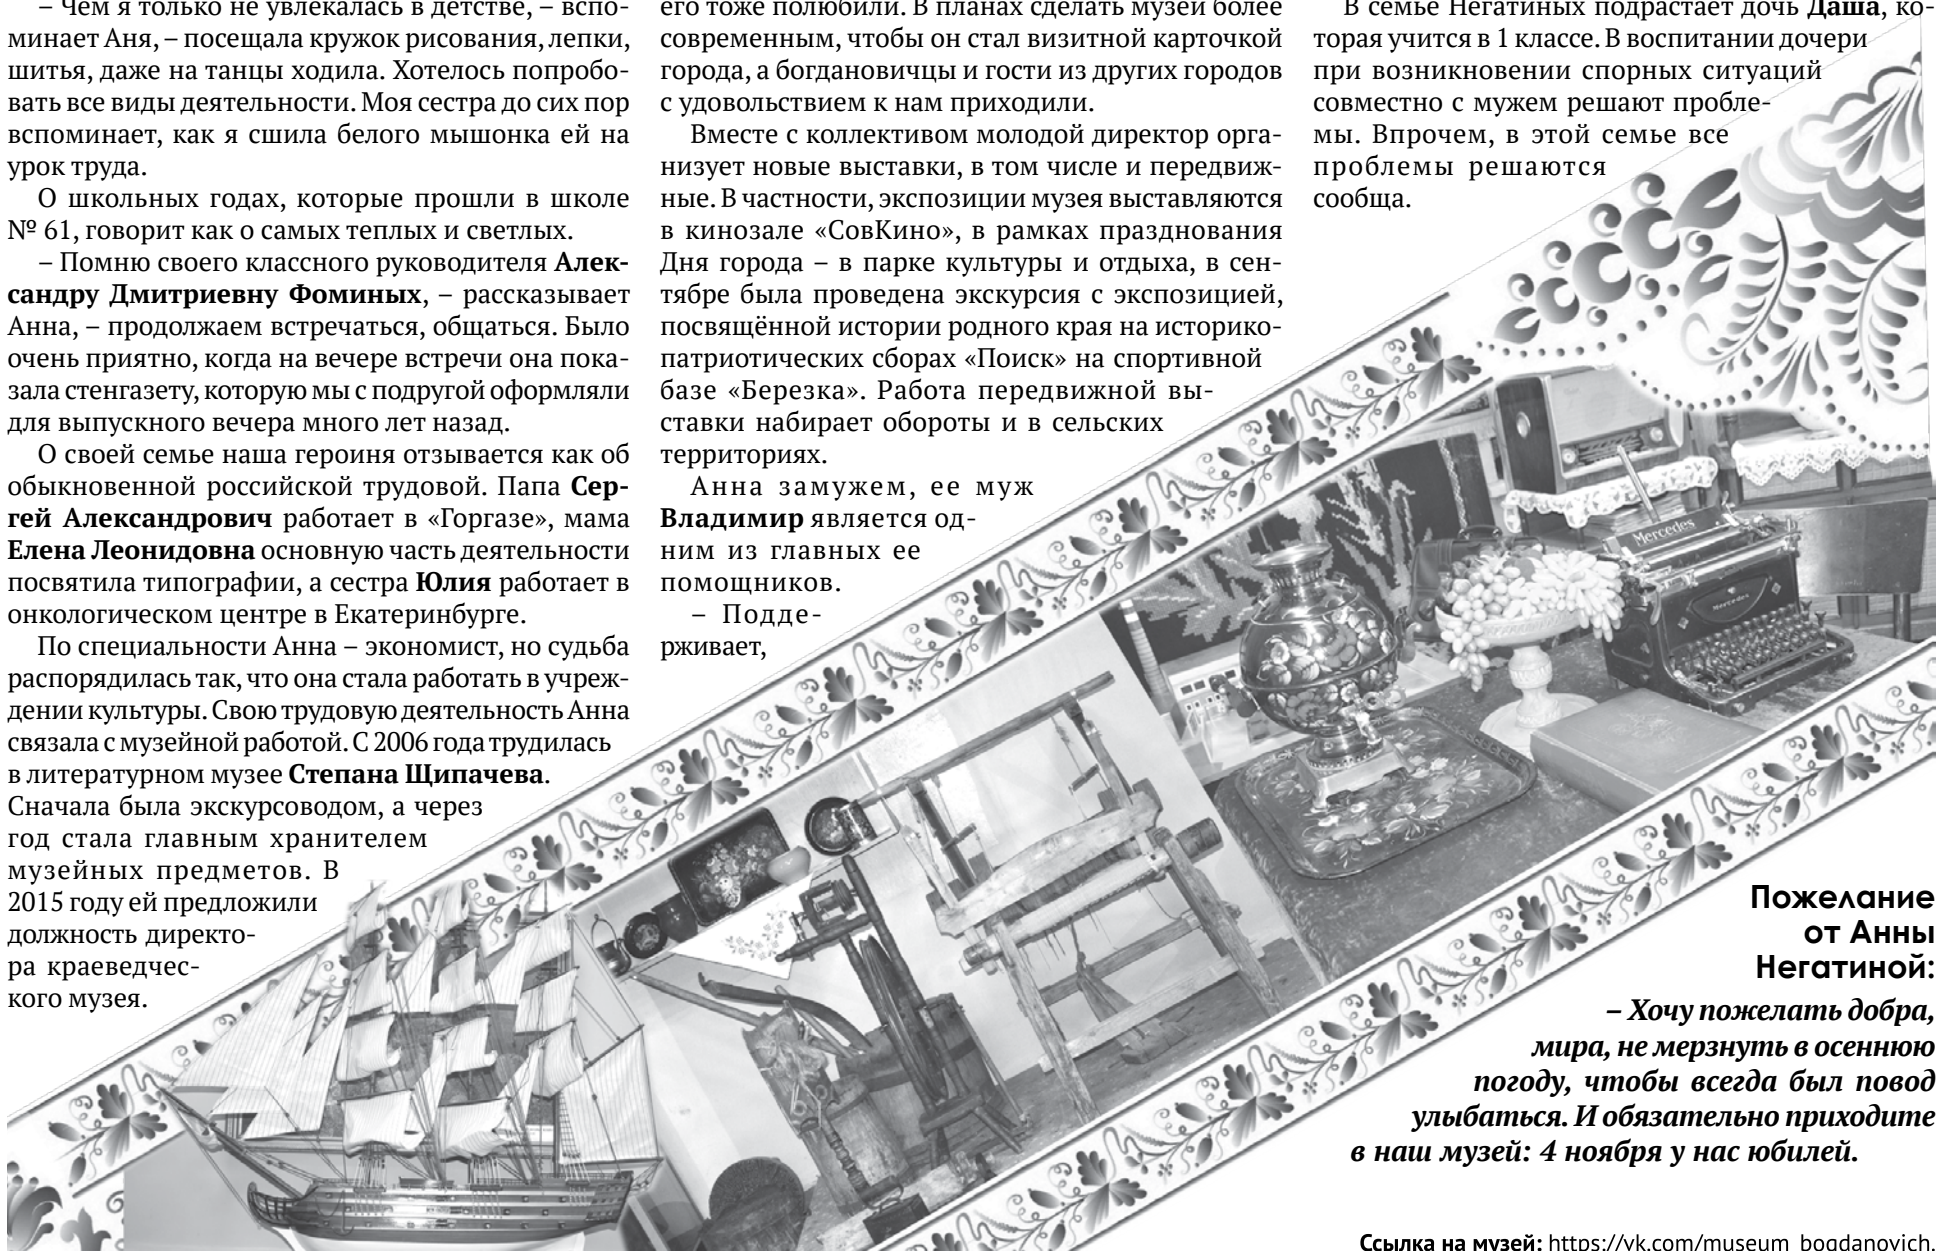 – Чем я только не увлекалась в детстве, – вспо-
минает Аня, – посещала кружок рисования, лепки,
шитья, даже на танцы ходила. Хотелось попробо-
вать все виды деятельности. Моя сестра до сих пор
вспоминает, как я сшила белого мышонка ей на
урок труда.
О школьных годах, которые прошли в школе
№ 61, говорит как о самых теплых и светлых.
– Помню своего классного руководителя Алек-
сандру Дмитриевну Фоминых, – рассказывает
Анна, – продолжаем встречаться, общаться. Было
очень приятно, когда на вечере встречи она пока-
зала стенгазету, которую мы с подругой оформляли
для выпускного вечера много лет назад.
О своей семье наша героиня отзывается как об
обыкновенной российской трудовой. Папа Сер-
гей Александрович работает в «Горгазе», мама
Елена Леонидовна основную часть деятельности
посвятила типографии, а сестра Юлия работает в
онкологическом центре в Екатеринбурге.
По специальности Анна – экономист, но судьба
распорядилась так, что она стала работать в учреж-
дении культуры. Свою трудовую деятельность Анна
связала с музейной работой. С 2006 года трудилась
в литературном музее Степана Щипачева.
Сначала была экскурсоводом, а через
год стала главным хранителем
музейных предметов. В
2015 году ей предложили
должность директо-
ра краеведчес-
кого музея.
его тоже полюбили. В планах сделать музей более
современным, чтобы он стал визитной карточкой
города, а богдановичцы и гости из других городов
с удовольствием к нам приходили.
Вместе с коллективом молодой директор орга-
низует новые выставки, в том числе и передвиж-
ные. В частности, экспозиции музея выставляются
в кинозале «СовКино», в рамках празднования
Дня города – в парке культуры и отдыха, в сен-
тябре была проведена экскурсия с экспозицией,
посвящённой истории родного края на историко-
патриотических сборах «Поиск» на спортивной
базе «Березка». Работа передвижной вы-
ставки набирает обороты и в сельских
территориях.
Анна замужем, ее муж
Владимир является од-
ним из главных ее
помощников.
– Подде-
рживает,
В семье Негатиных подрастает дочь Даша, ко-
торая учится в 1 классе. В воспитании дочери
при возникновении спорных ситуаций
совместно с мужем решают пробле-
мы. Впрочем, в этой семье все
проблемы решаются
сообща.
Mercedes
Mercedes
Пожелание
от Анны
Негатиной:
– Хочу пожелать добра,
мира, не мерзнуть в осеннюю
погоду, чтобы всегда был повод
улыбаться. И обязательно приходите
в наш музей: 4 ноября у нас юбилей.
Ссылка на музей: https://vk.com/museum_bogdanovich.